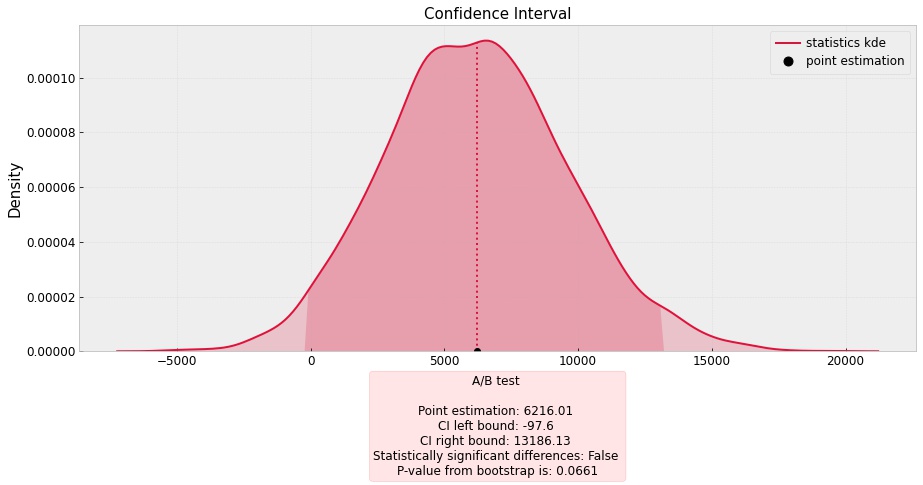 Confidence Interval
statistics kde
point estimation
Density
0.00010
0.00008
0.00006
0.00004
0.00002
0.00000
−5000 0 5000 10000 15000 20000
A/B test
Point estimation: 6216.01
CI left bound: -97.6
CI right bound: 13186.13
Statistically significant differences: False
P-value from bootstrap is: 0.0661